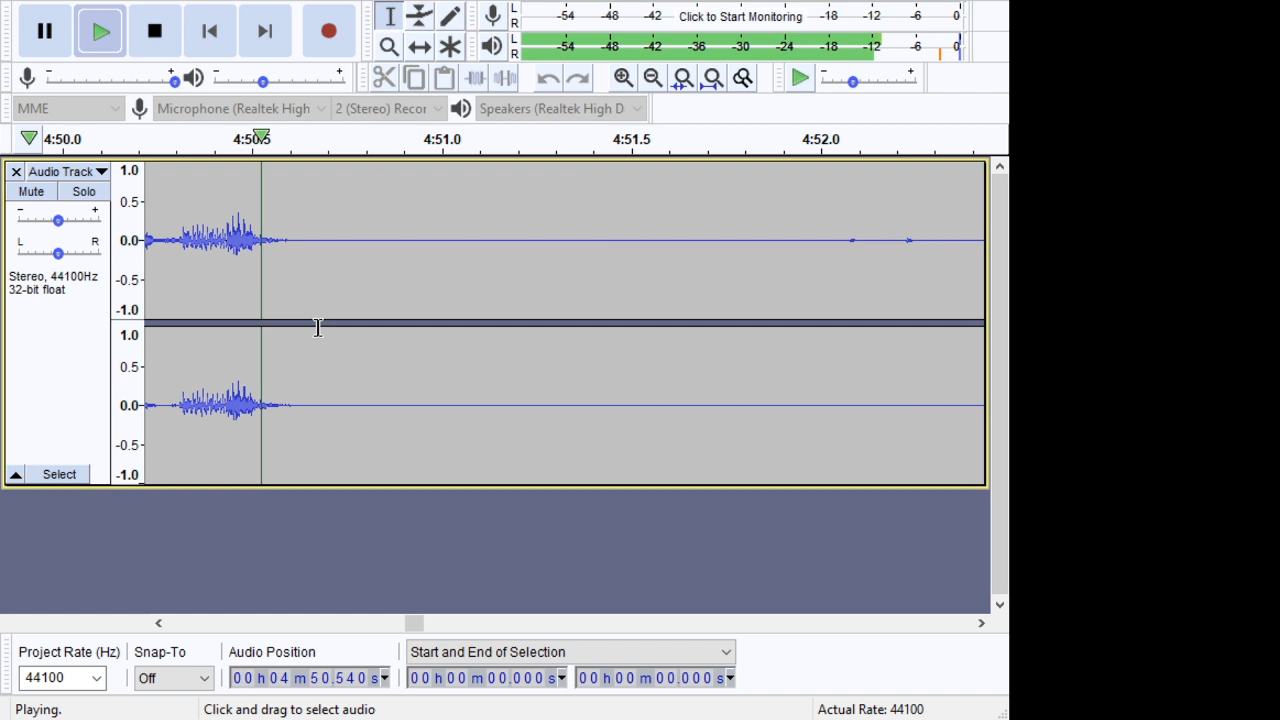 L -54 -48 -42 Click to Start Monitoring -18 -12 -6 0
R
L -54 -48 -42 -36 -30 -24 -18 -12 -6 0
R
- + - + - +
MME Microphone (Realtek High 2 (Stereo) Recor Speakers (Realtek High D
4:50.0 4:50.5 4:51.0 4:51.5 4:52.0
Audio Track
Mute Solo
- +
L R
Stereo, 44100Hz
32-bit float
Select
1.0
0.5-
0.0-
-0.5-
-1.0
1.0
0.5-
0.0-
-0.5-
-1.0
Project Rate (Hz) Snap-To Audio Position Start and End of Selection
44100 Off 00 h 04 m 50.540 s 00 h 00 m 00.000 s 00 h 00 m 00.000 s
Playing. Click and drag to select audio Actual Rate: 44100